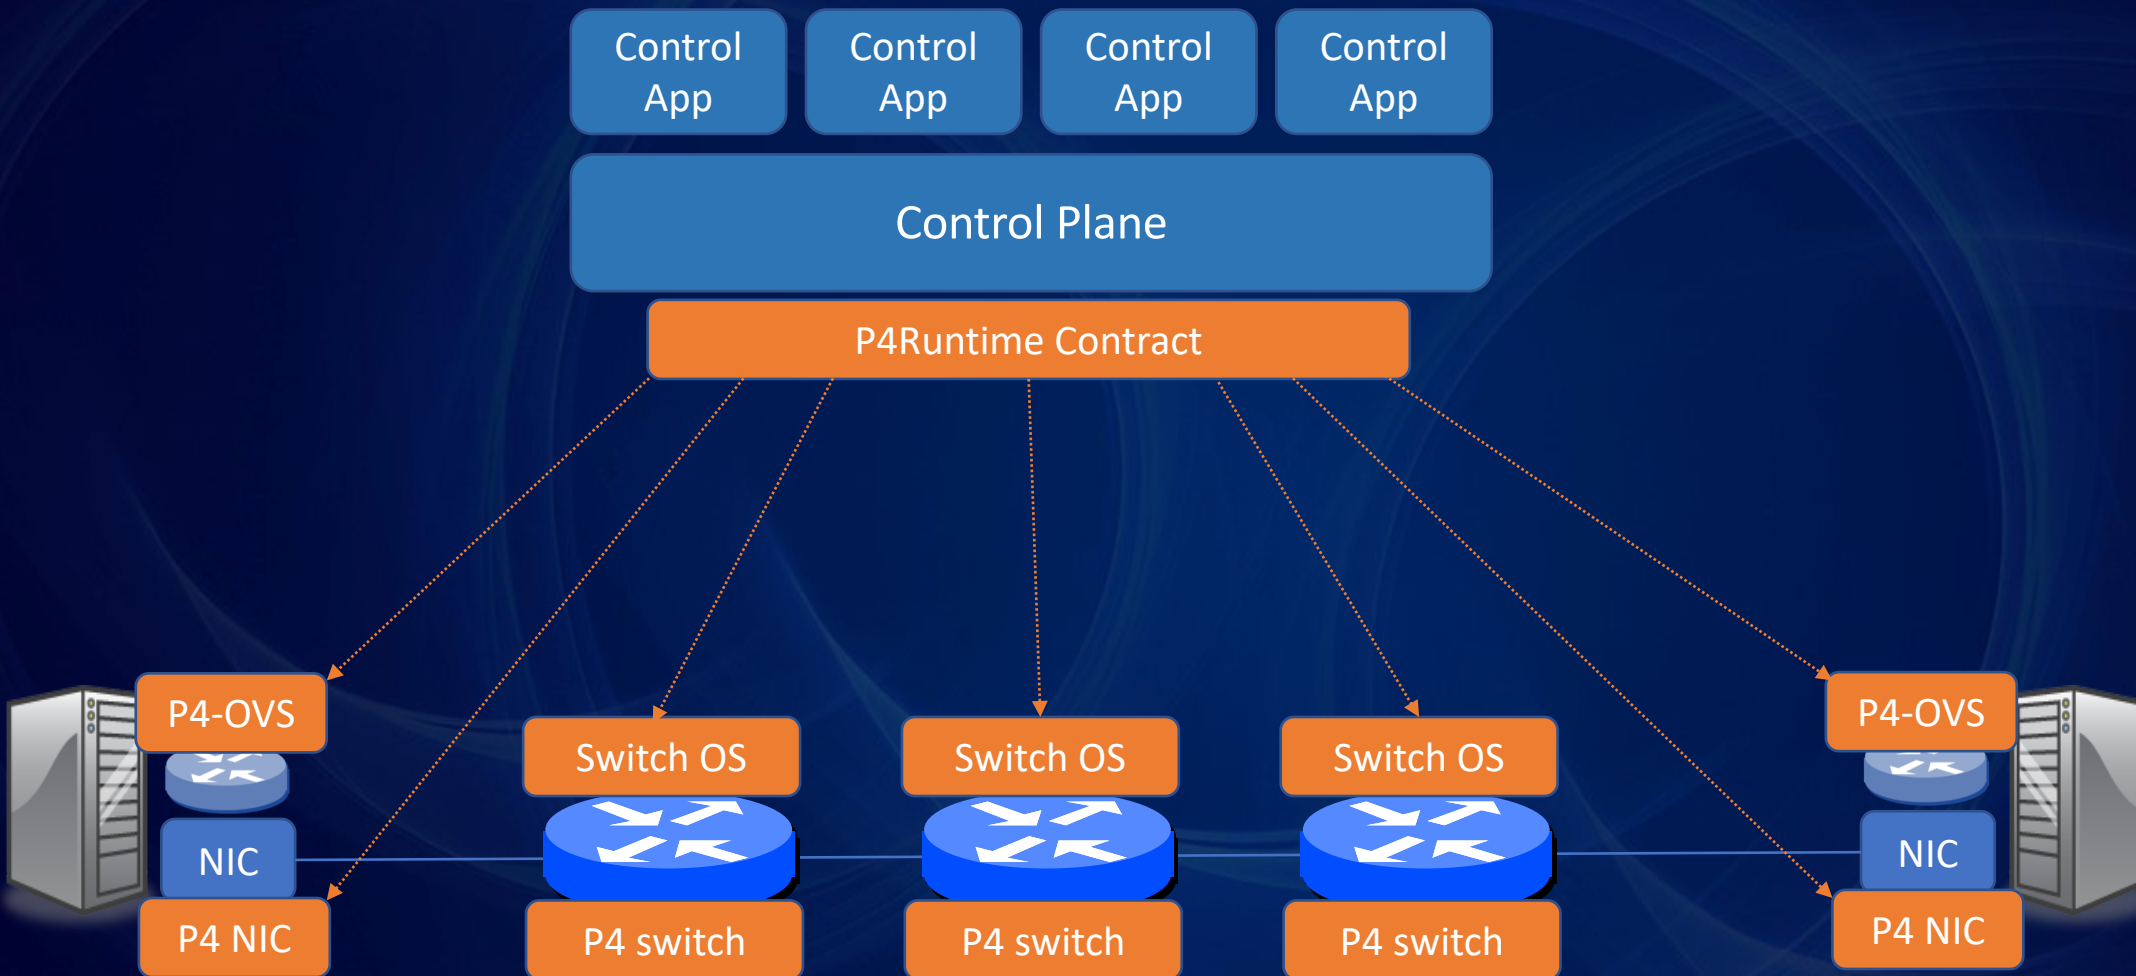 Control
App
Control
App
Control
App
Control
App
Control Plane
P4Runtime Contract
P4-OVS
NIC
P4 NIC
Switch OS
P4 switch
Switch OS
P4 switch
Switch OS
P4 switch
P4-OVS
NIC
P4 NIC